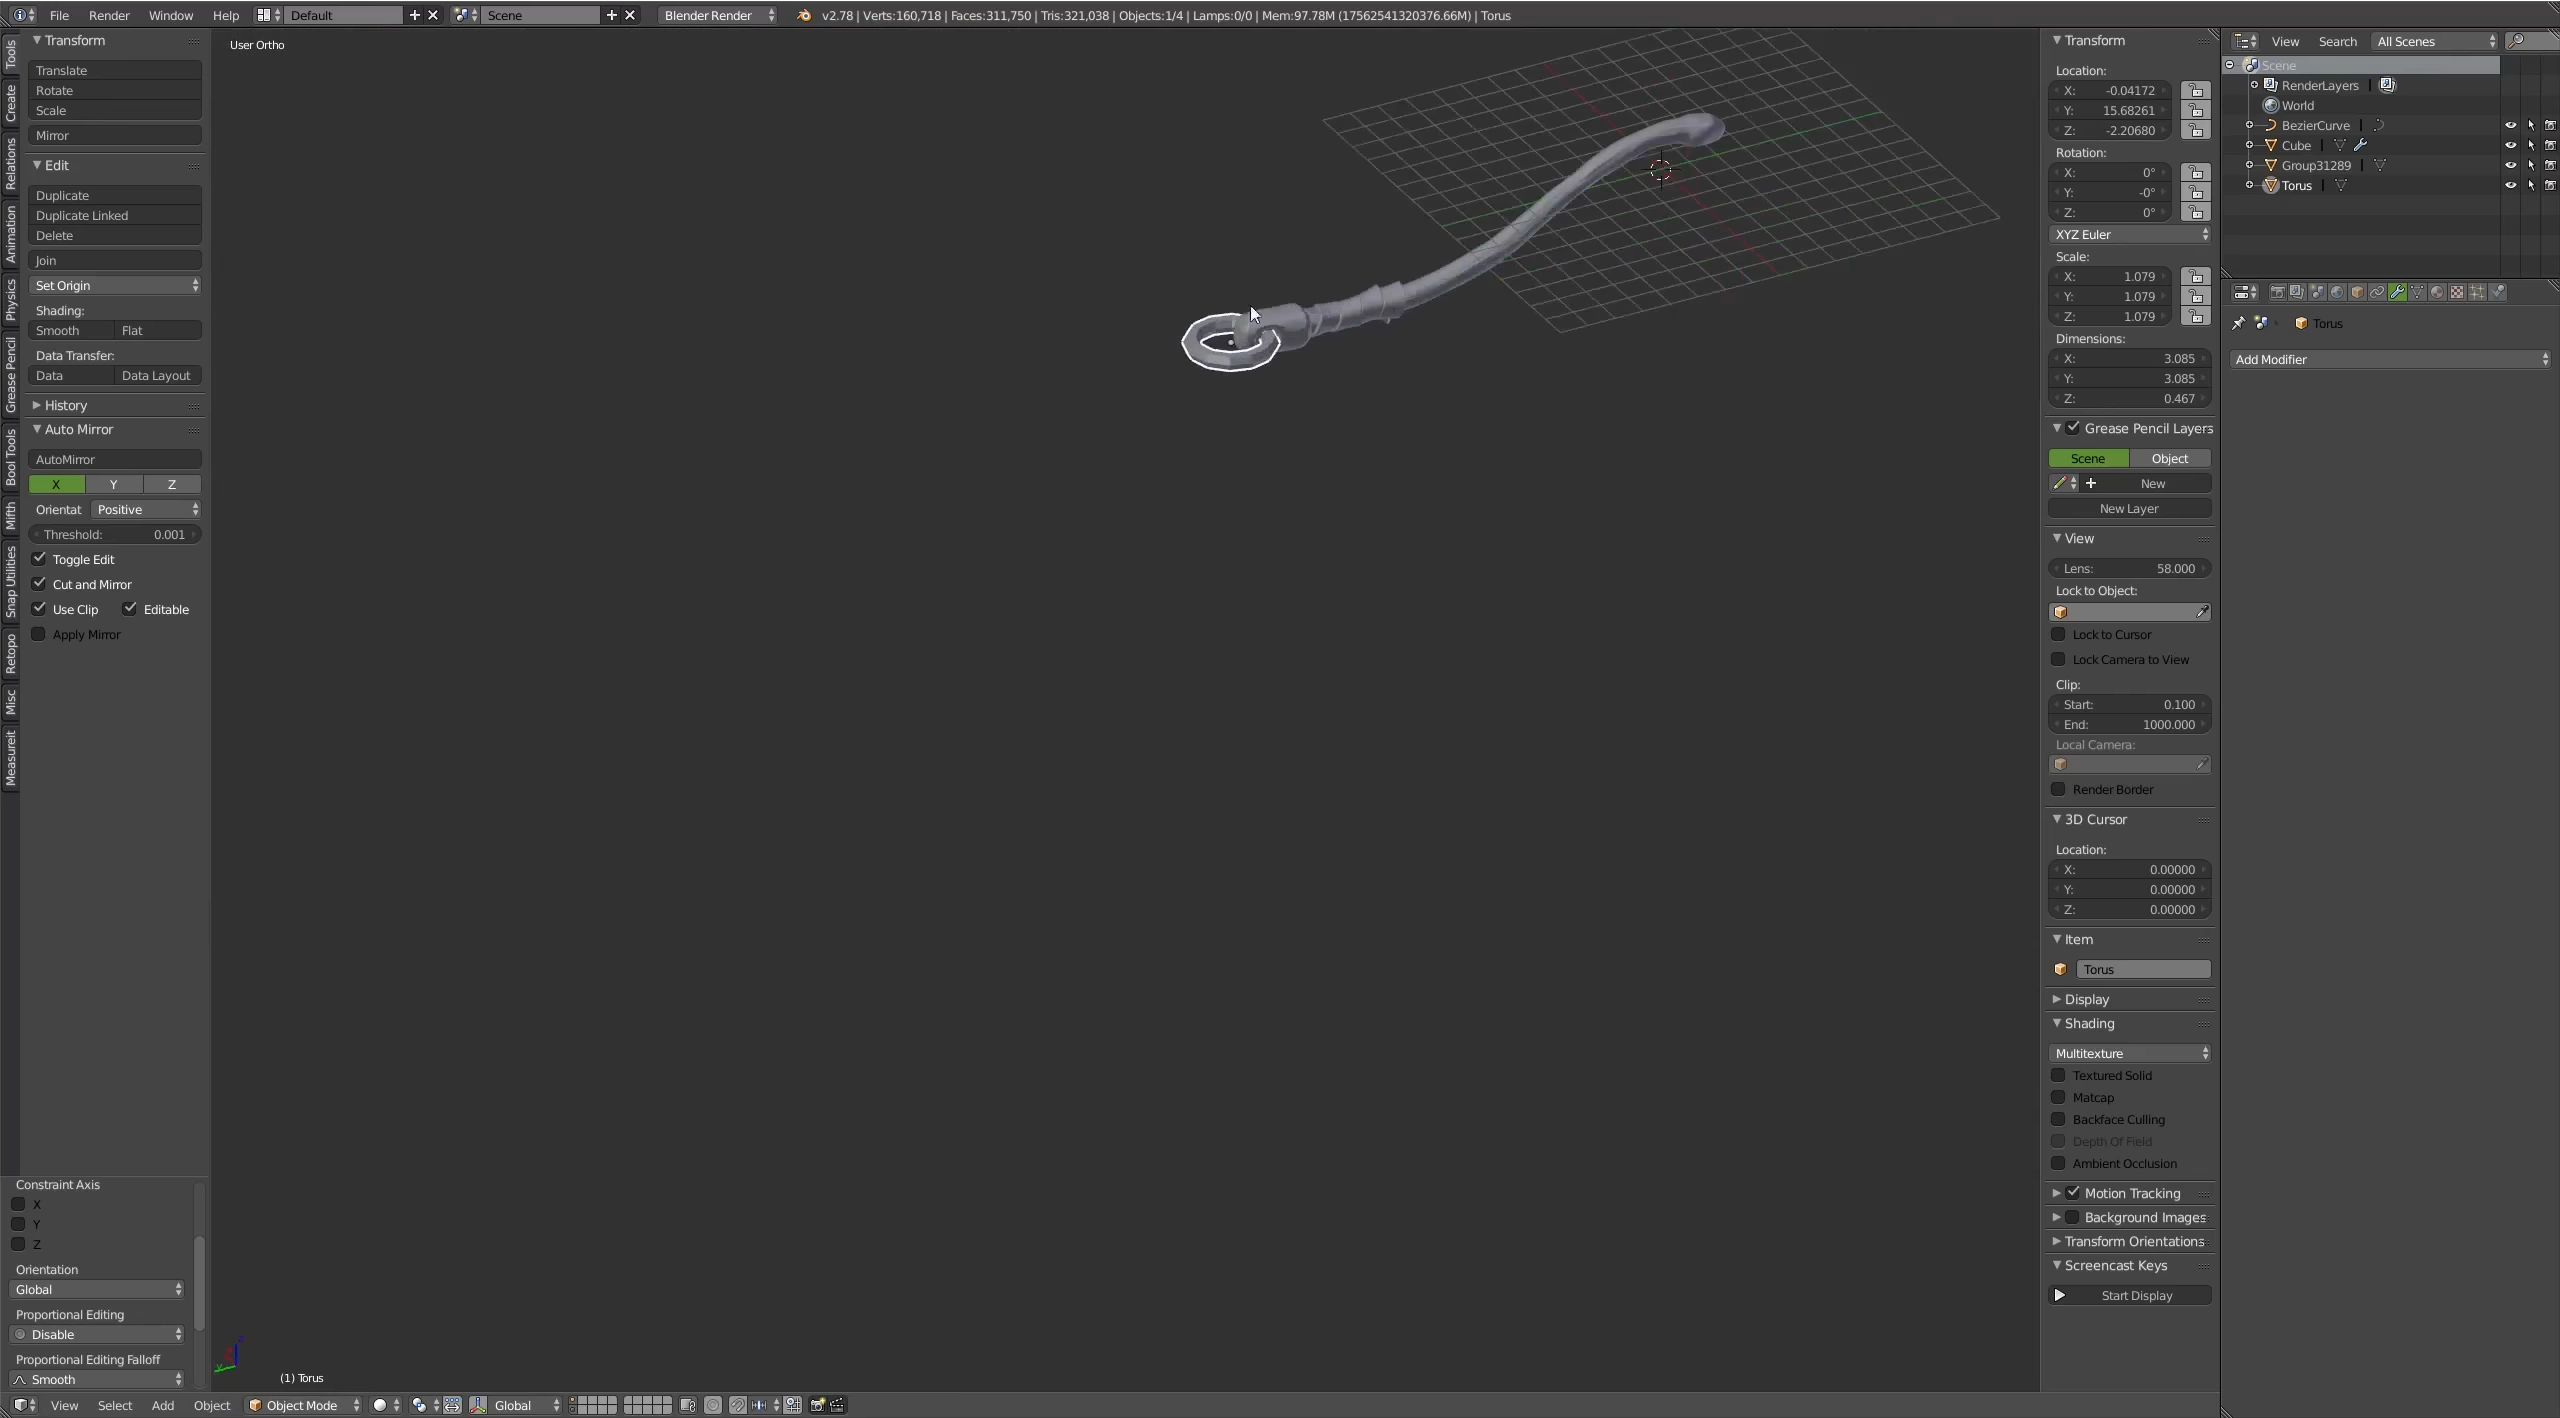 File Render Window Help Default Scene Blender Render v2.78 | Verts:160,718 | Faces:311,750 | Tris:321,038 | Objects:1/4 | Lamps:0/0 | Mem:97.78M (17562541320376.66M) | Torus
Tools
Create
Relations
Animation
Physics
Grease Pencil
Bool Tools
Mifth
Snap Utilities
Retopo
Misc
Measureit
Transform
Translate
Rotate
Scale
Mirror
Edit
Duplicate
Duplicate Linked
Delete
Join
Set Origin
Shading:
Smooth Flat
Data Transfer:
Data Data Layout
History
Auto Mirror
AutoMirror
X Y Z
Orientat Positive
Threshold: 0.001
Toggle Edit
Cut and Mirror
Use Clip Editable
Apply Mirror
Constraint Axis
X
Y
Z
Orientation
Global
Proportional Editing
Disable
Proportional Editing Falloff
Smooth
User Ortho
(1) Torus
View Select Add Object Object Mode Global
Transform
Location:
X: -0.04172
Y: 15.68261
Z: -2.20680
Rotation:
X: 0°
Y: -0°
Z: 0°
XYZ Euler
Scale:
X: 1.079
Y: 1.079
Z: 1.079
Dimensions:
X: 3.085
Y: 3.085
Z: 0.467
Grease Pencil Layers
Scene Object
New
New Layer
View
Lens: 58.000
Lock to Object:
Lock to Cursor
Lock Camera to View
Clip:
Start: 0.100
End: 1000.000
Local Camera:
Render Border
3D Cursor
Location:
X: 0.00000
Y: 0.00000
Z: 0.00000
Item
Torus
Display
Shading
Multitexture
Textured Solid
Matcap
Backface Culling
Depth Of Field
Ambient Occlusion
Motion Tracking
Background Images
Transform Orientations
Screencast Keys
Start Display
View Search All Scenes
Scene
RenderLayers
World
BezierCurve
Cube
Group31289
Torus
Torus
Add Modifier